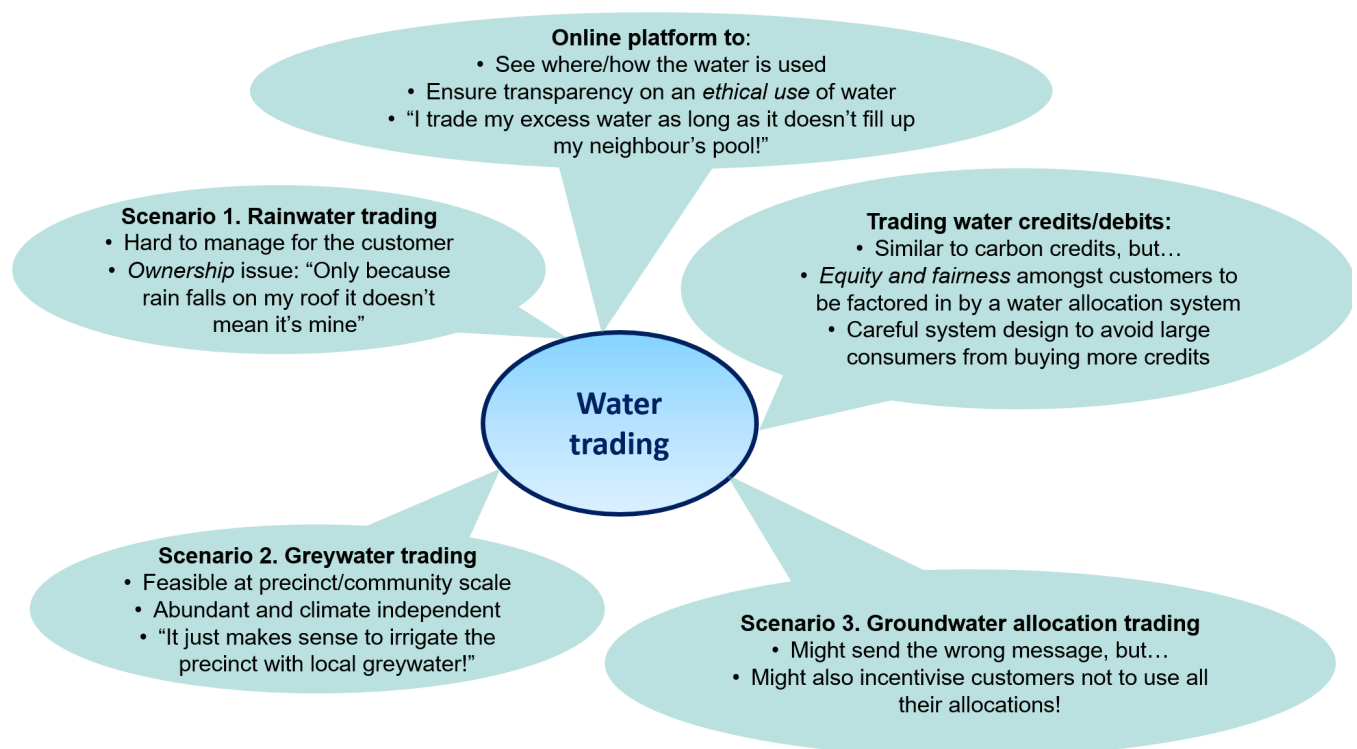 Online platform to:
• See where/how the water is used
• Ensure transparency on an ethical use of water
• “I trade my excess water as long as it doesn’t fill up
my neighbour’s pool!”
Scenario 1. Rainwater trading
• Hard to manage for the customer
• Ownership issue: “Only because
rain falls on my roof it doesn’t
mean it’s mine”
Trading water credits/debits:
• Similar to carbon credits, but…
• Equity and fairness amongst customers to
be factored in by a water allocation system
• Careful system design to avoid large
consumers from buying more credits
Water
trading
Scenario 2. Greywater trading
• Feasible at precinct/community scale
• Abundant and climate independent
• “It just makes sense to irrigate the
precinct with local greywater!”
Scenario 3. Groundwater allocation trading
• Might send the wrong message, but…
• Might also incentivise customers not to use all
their allocations!